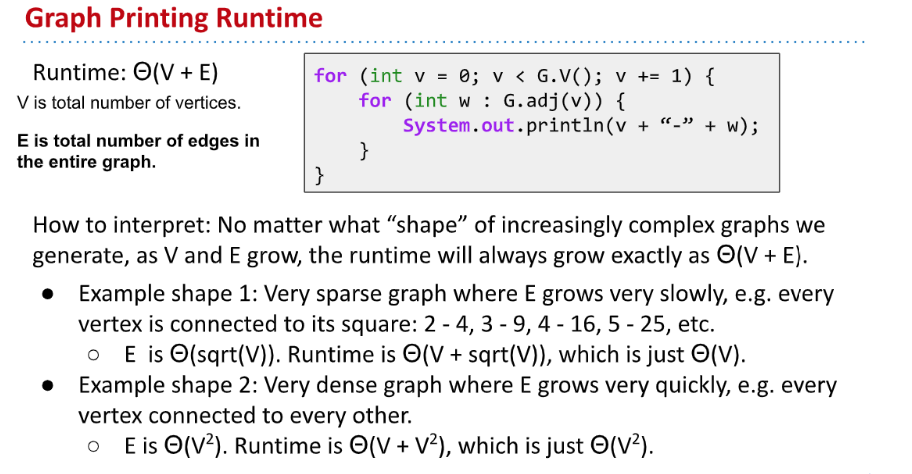 Graph Printing Runtime
Runtime: Θ(V + E)
V is total number of vertices.
E is total number of edges in
the entire graph.
for (int v = 0; v < G.V(); v += 1) {
for (int w : G.adj(v)) {
System.out.println(v + “-” + w);
}
}
How to interpret: No matter what “shape” of increasingly complex graphs we
generate, as V and E grow, the runtime will always grow exactly as Θ(V + E).
● Example shape 1: Very sparse graph where E grows very slowly, e.g. every
vertex is connected to its square: 2 - 4, 3 - 9, 4 - 16, 5 - 25, etc.
○ E is Θ(sqrt(V)). Runtime is Θ(V + sqrt(V)), which is just Θ(V).
● Example shape 2: Very dense graph where E grows very quickly, e.g. every
vertex connected to every other.
○ E is Θ(V²). Runtime is Θ(V + V²), which is just Θ(V²).